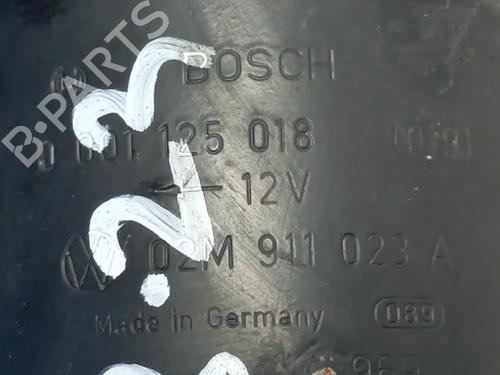 B-PARTS
BOSCH
0 001 125 018
12V
02M 911 023 A
Made in Germany 089